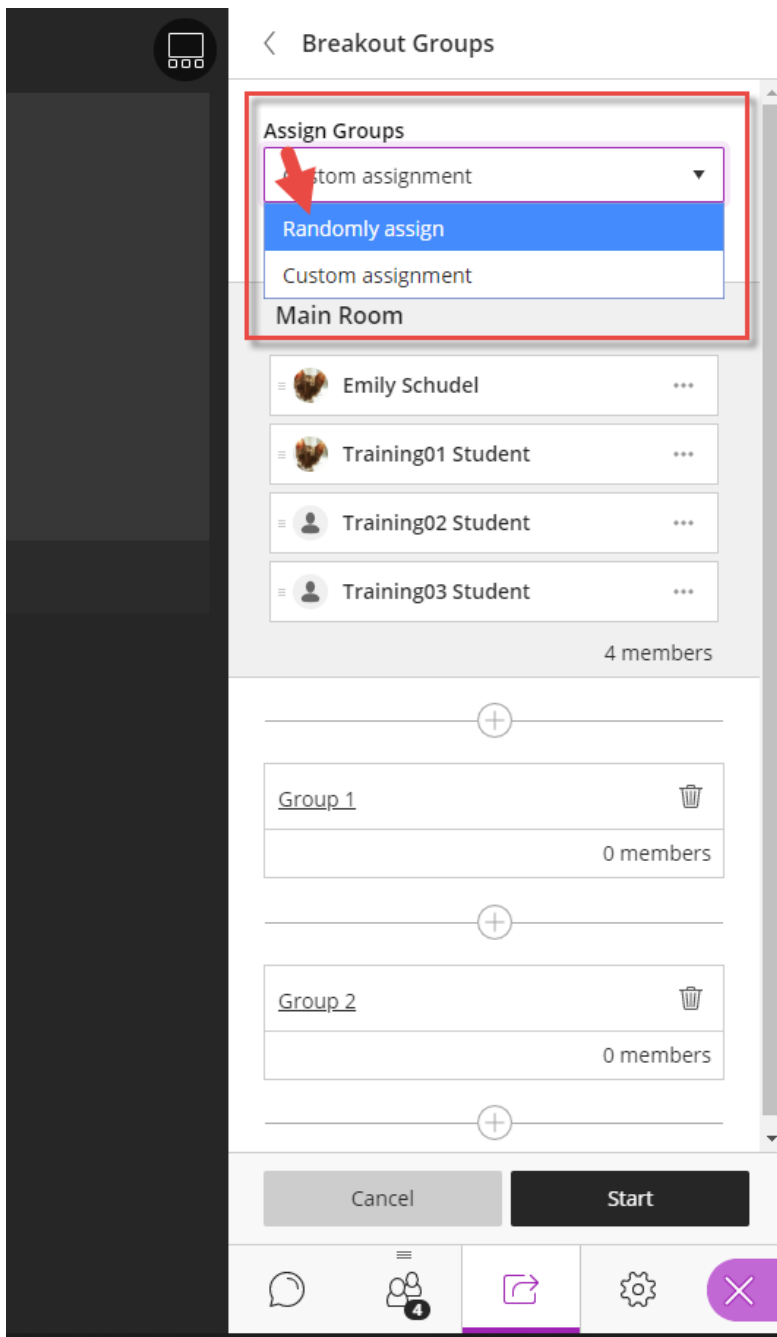 Breakout Groups
Assign Groups
stom assignment
Randomly assign
Custom assignment
Main Room
Emily Schudel
Training01 Student
Training02 Student
Training03 Student
4 members
Group 1
0 members
Group 2
0 members
Cancel
Start
4